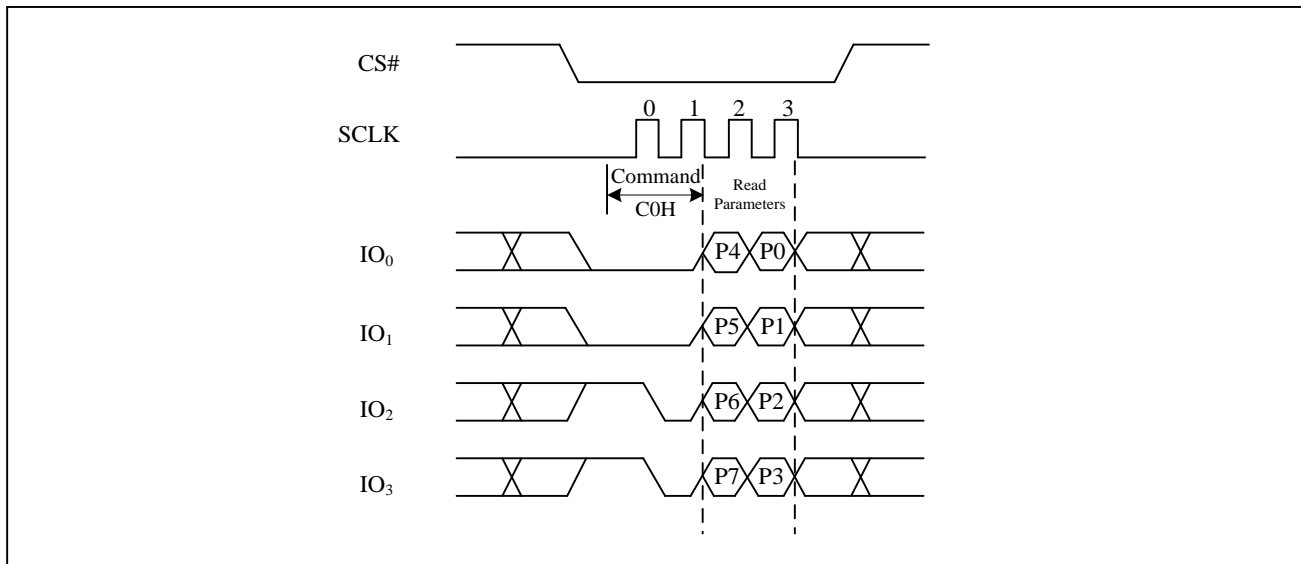 CS#
0 1 2 3
SCLK
Command Read
C0H Parameters
IO₀ P4 P0
IO₁ P5 P1
IO₂ P6 P2
IO₃ P7 P3